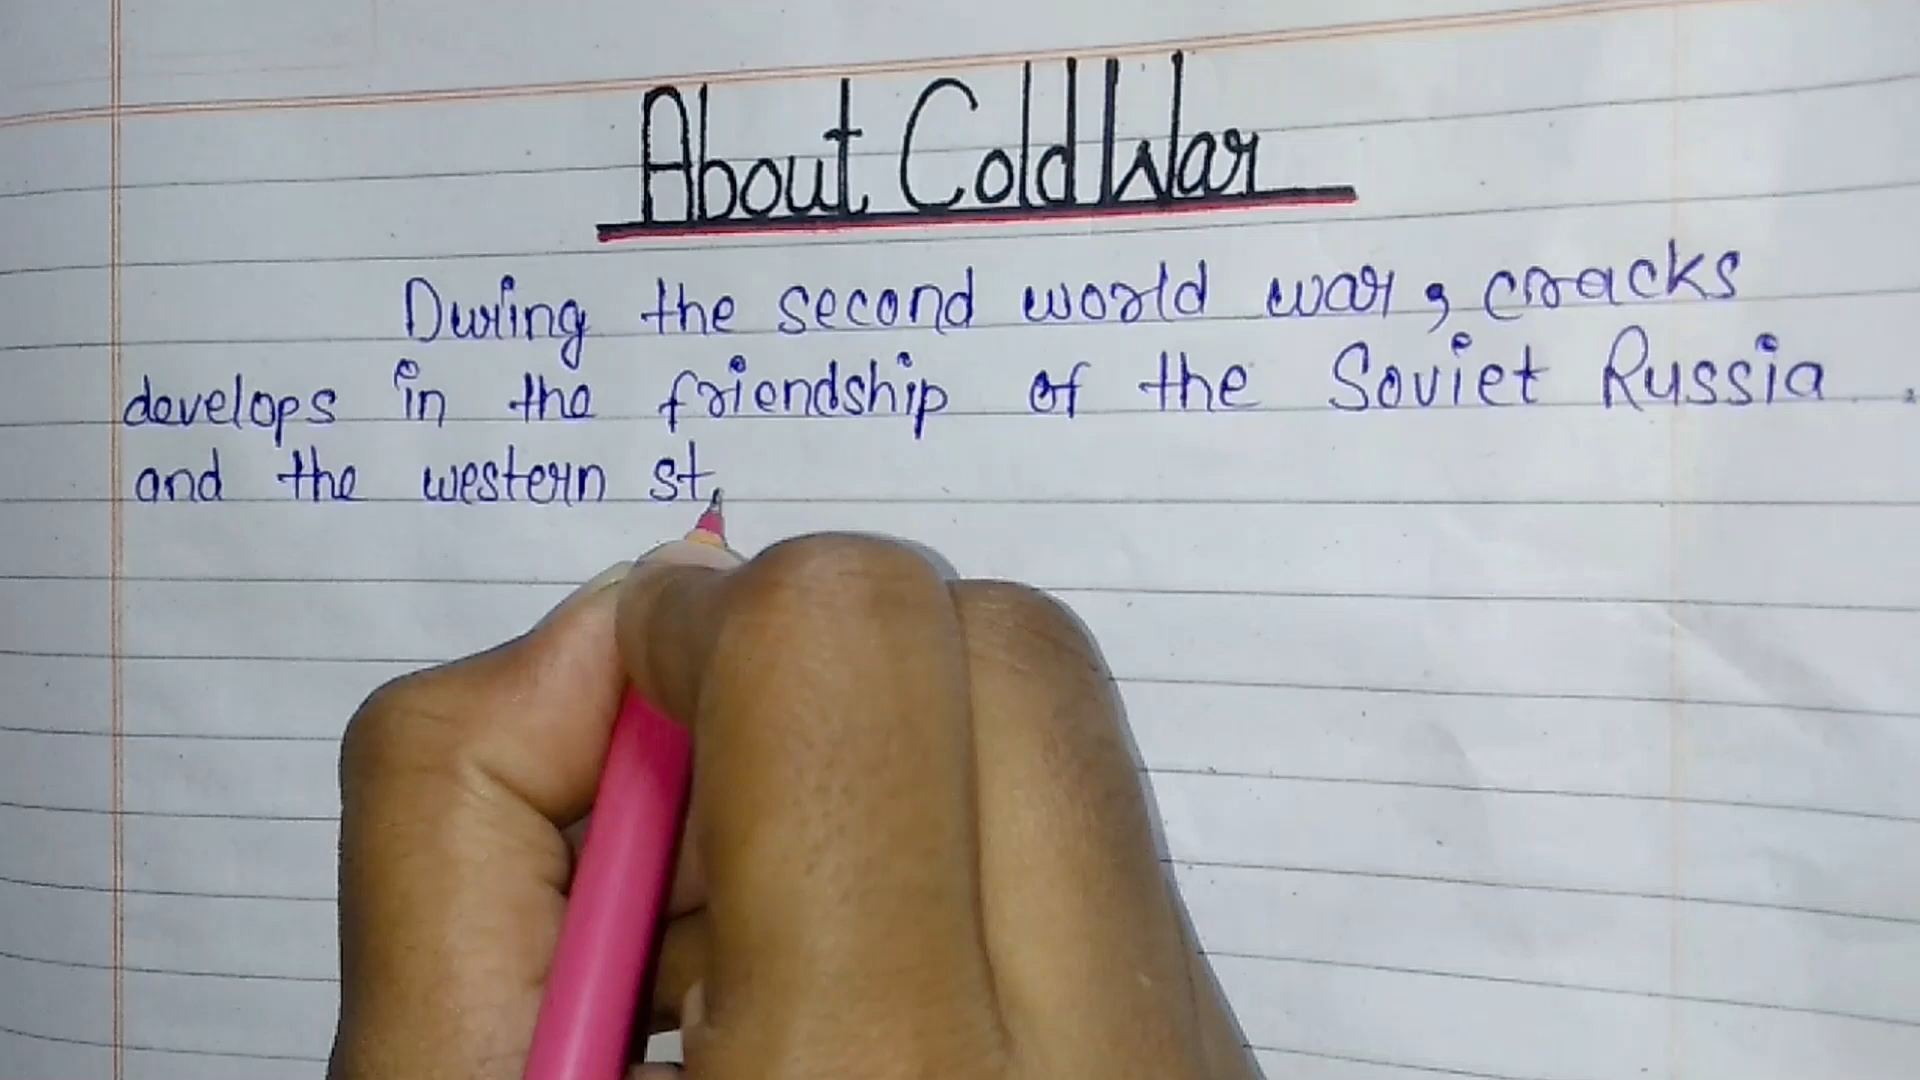 About Cold War
During the second world war, cracks
develops in the friendship of the Soviet Russia
and the western st